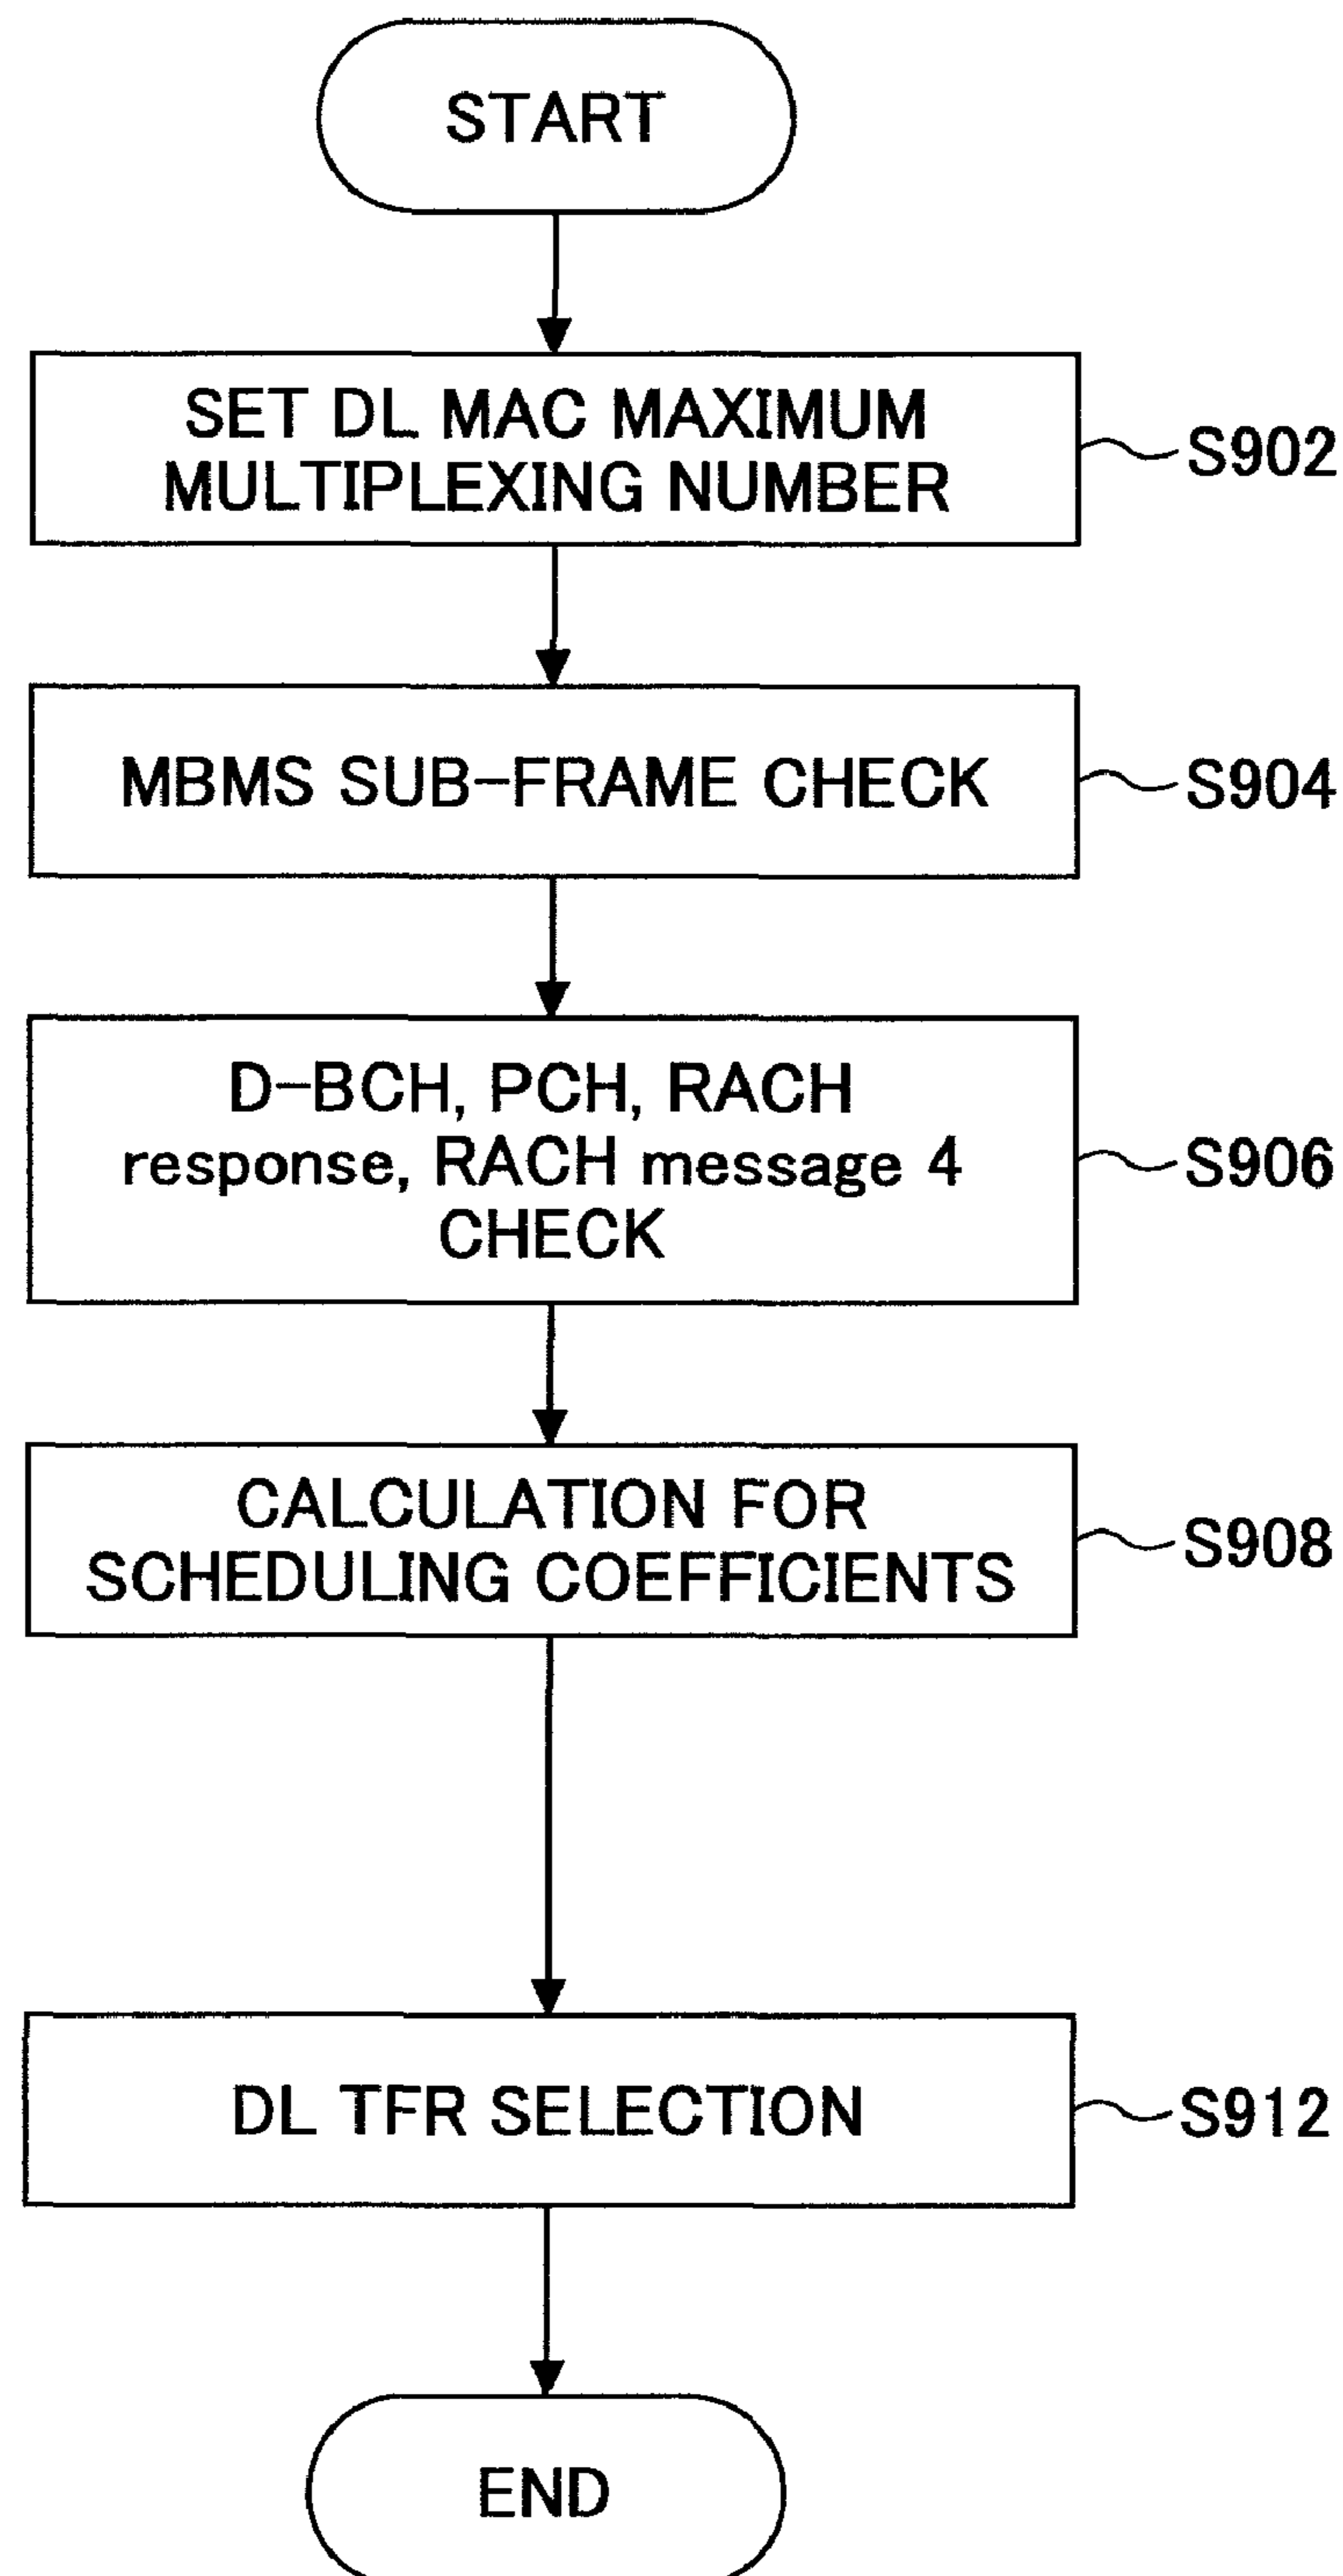 START
SET DL MAC MAXIMUM
MULTIPLEXING NUMBER
S902
MBMS SUB-FRAME CHECK
S904
D-BCH, PCH, RACH
response, RACH message 4
CHECK
S906
CALCULATION FOR
SCHEDULING COEFFICIENTS
S908
DL TFR SELECTION
S912
END